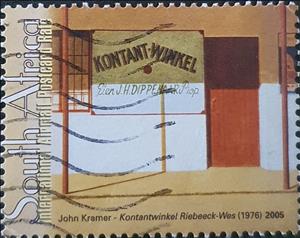 South Africa
International Airmail Postcard Rate
KONTANT-WINKEL
Eien. J.H. DIPPENAAR Prop.
John Kramer - Kontantwinkel Riebeeck-Wes (1976) 2005